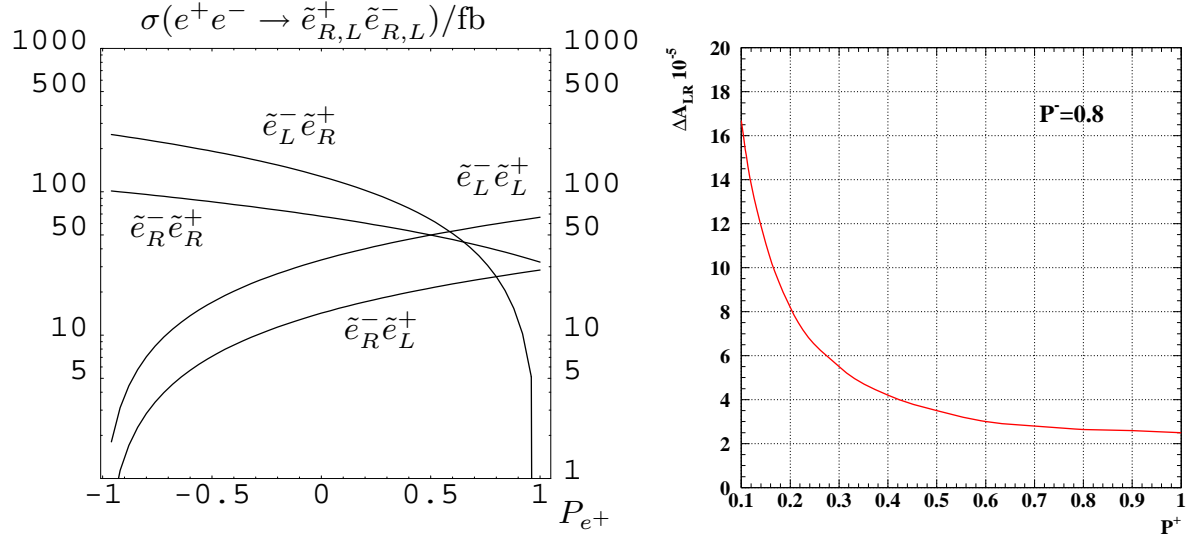 σ(e⁺e⁻ → ẽ⁺_{R,L}ẽ⁻_{R,L})/fb
1000 1000
500 500
100 100
50 50
10 10
5 5
1
ẽ⁻_L ẽ⁺_R
ẽ⁻_L ẽ⁺_L
ẽ⁻_R ẽ⁺_R
ẽ⁻_R ẽ⁺_L
-1 -0.5 0 0.5 1
P_{e+}
ΔA_{LR} 10⁻⁵
20
18
16
14
12
10
8
6
4
2
0
P⁻=0.8
0.1 0.2 0.3 0.4 0.5 0.6 0.7 0.8 0.9 1
P⁺